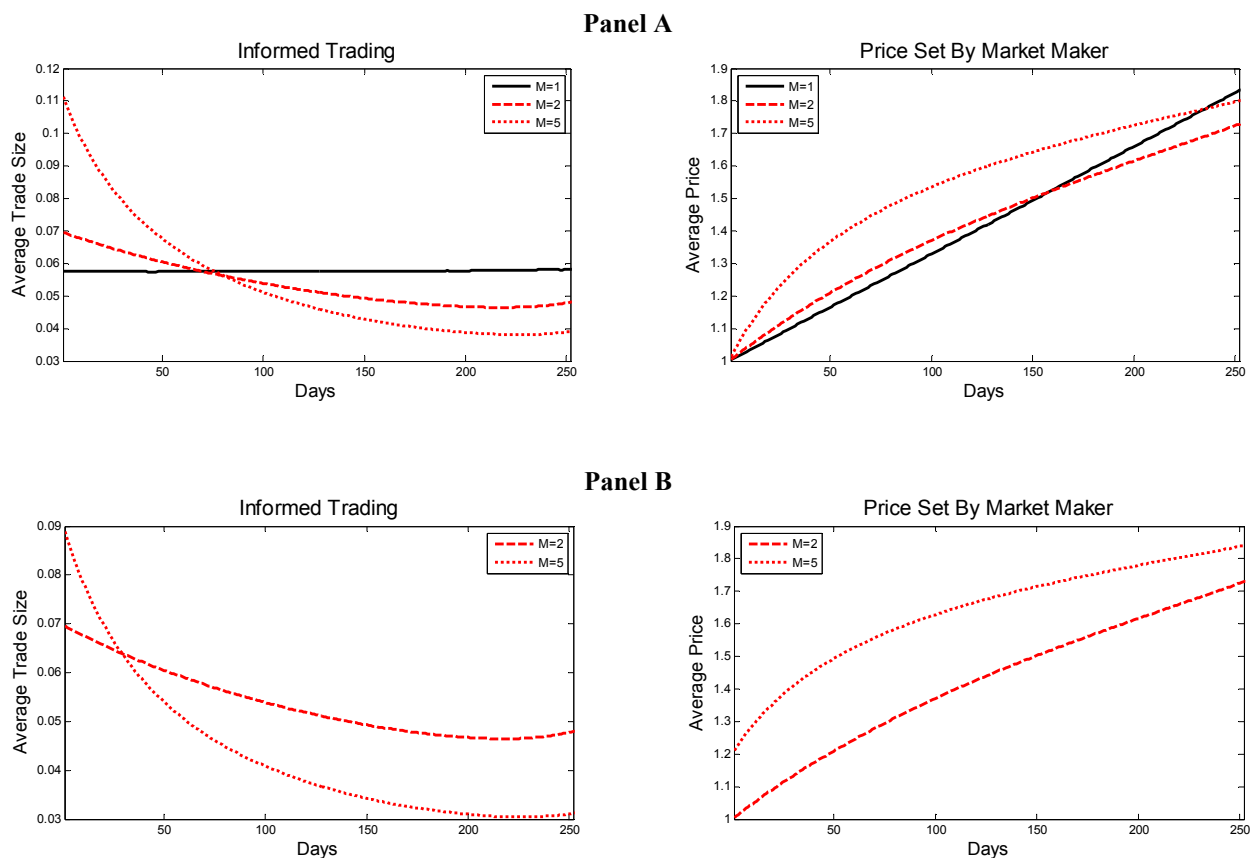 Panel A
Informed Trading
0.12
0.11
0.1
0.09
0.08
0.07
0.06
0.05
0.04
0.03
Average Trade Size
M=1
M=2
M=5
50
100
150
200
250
Days
Price Set By Market Maker
1.9
1.8
1.7
1.6
1.5
1.4
1.3
1.2
1.1
1
Average Price
M=1
M=2
M=5
50
100
150
200
250
Days
Panel B
Informed Trading
0.09
0.08
0.07
0.06
0.05
0.04
0.03
Average Trade Size
M=2
M=5
50
100
150
200
250
Days
Price Set By Market Maker
1.9
1.8
1.7
1.6
1.5
1.4
1.3
1.2
1.1
1
Average Price
M=2
M=5
50
100
150
200
250
Days